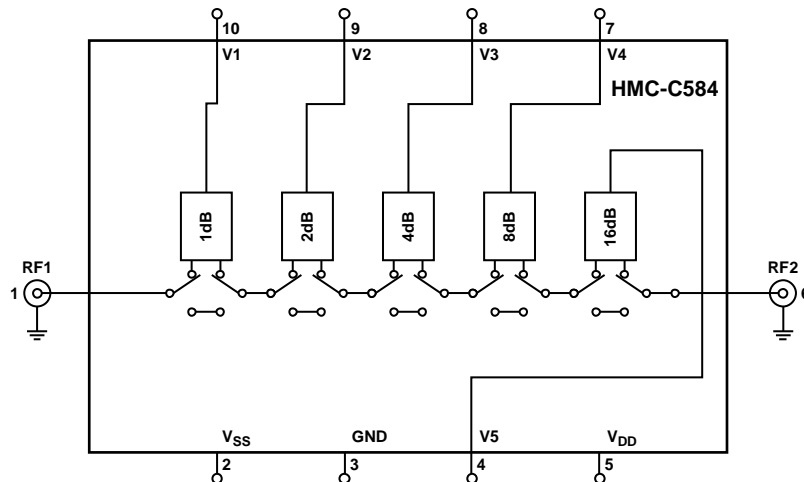 10 9 8 7
V1 V2 V3 V4
HMC-C584
1dB 2dB 4dB 8dB 16dB
RF1 RF2
1 6
VSS GND V5 VDD
2 3 4 5